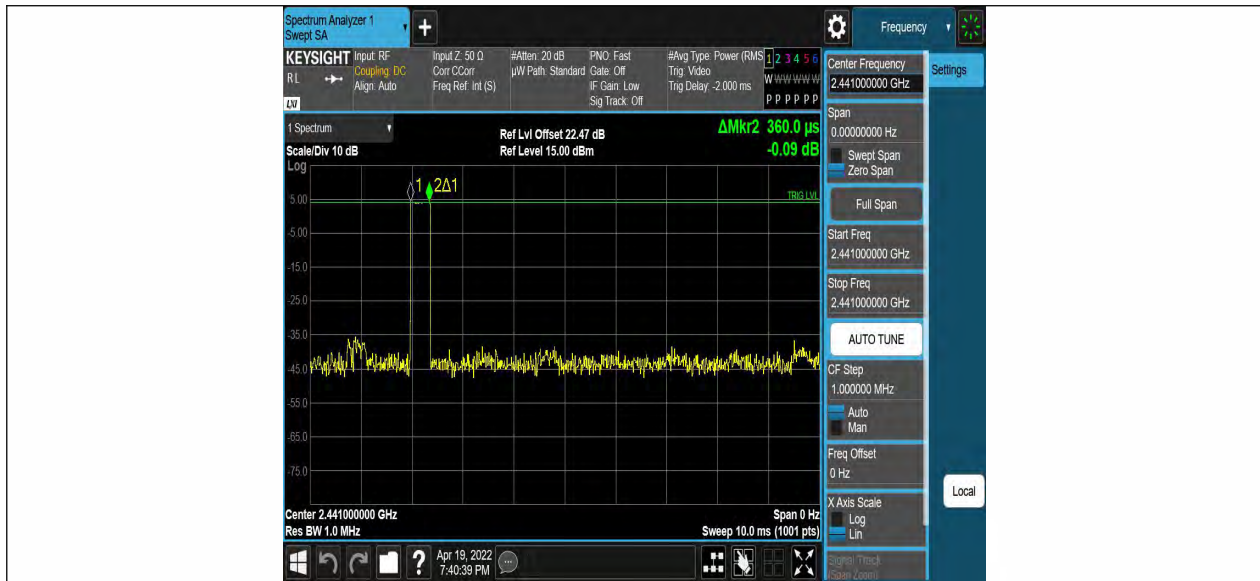 Spectrum Analyzer 1
Swept SA
+
Frequency
KEYSIGHT
RL
LXI
Input: RF
Coupling: DC
Align: Auto
Input Z: 50 Ω
Corr CCorr
Freq Ref: Int (S)
#Atten: 20 dB
µW Path: Standard
PNO: Fast
Gate: Off
IF Gain: Low
Sig Track: Off
#Avg Type: Power (RMS
Trig: Video
Trig Delay: -2.000 ms
1 2 3 4 5 6
W W W W W W
P P P P P P
1 Spectrum
Scale/Div 10 dB
Log
Ref Lvl Offset 22.47 dB
Ref Level 15.00 dBm
ΔMkr2 360.0 µs
-0.09 dB
1
2Δ1
TRIG LVL
5.00
-5.00
-15.0
-25.0
-35.0
-45.0
-55.0
-65.0
-75.0
Center 2.441000000 GHz
Res BW 1.0 MHz
Span 0 Hz
Sweep 10.0 ms (1001 pts)
?
Apr 19, 2022
7:40:39 PM
Center Frequency
2.441000000 GHz
Settings
Span
0.00000000 Hz
Swept Span
Zero Span
Full Span
Start Freq
2.441000000 GHz
Stop Freq
2.441000000 GHz
AUTO TUNE
CF Step
1.000000 MHz
Auto
Man
Freq Offset
0 Hz
X Axis Scale
Log
Lin
Signal Track
(Span Zoom)
Local